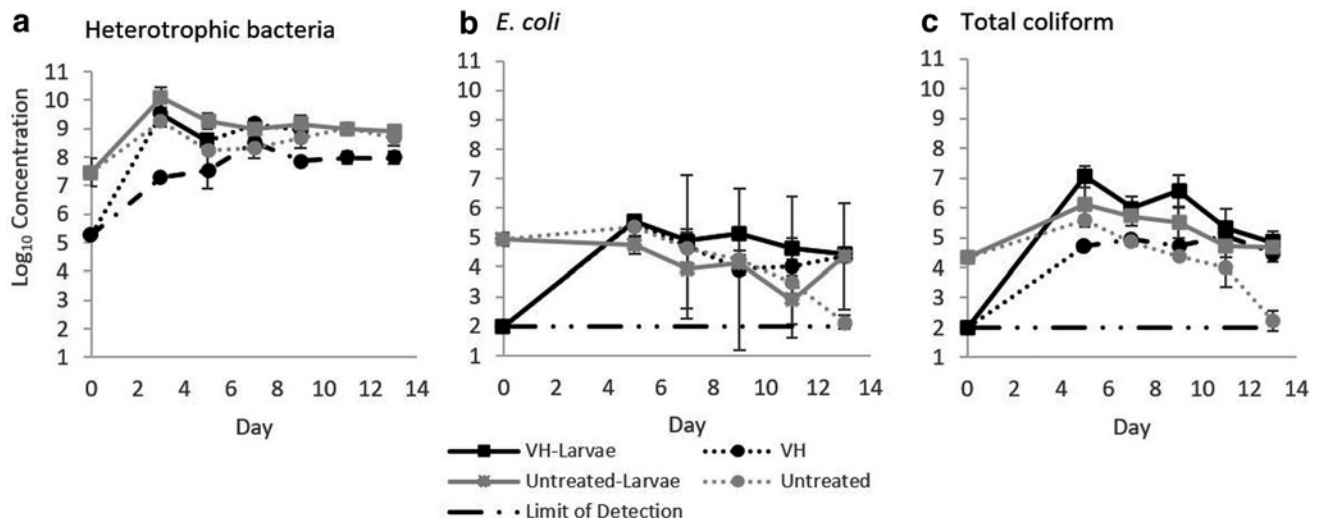 a Heterotrophic bacteria
Log10 Concentration
11
10
9
8
7
6
5
4
3
2
1
0 2 4 6 8 10 12 14
Day
b E. coli
11
10
9
8
7
6
5
4
3
2
1
0 2 4 6 8 10 12 14
Day
c Total coliform
11
10
9
8
7
6
5
4
3
2
1
0 2 4 6 8 10 12 14
Day
VH-Larvae VH
Untreated-Larvae Untreated
Limit of Detection